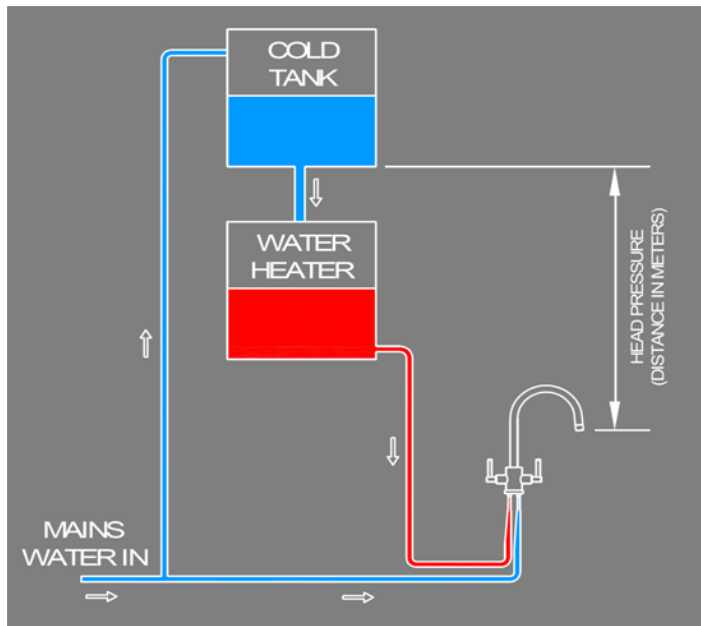 COLD
TANK
WATER
HEATER
HEAD PRESSURE
(DISTANCE IN METERS)
MAINS
WATER IN